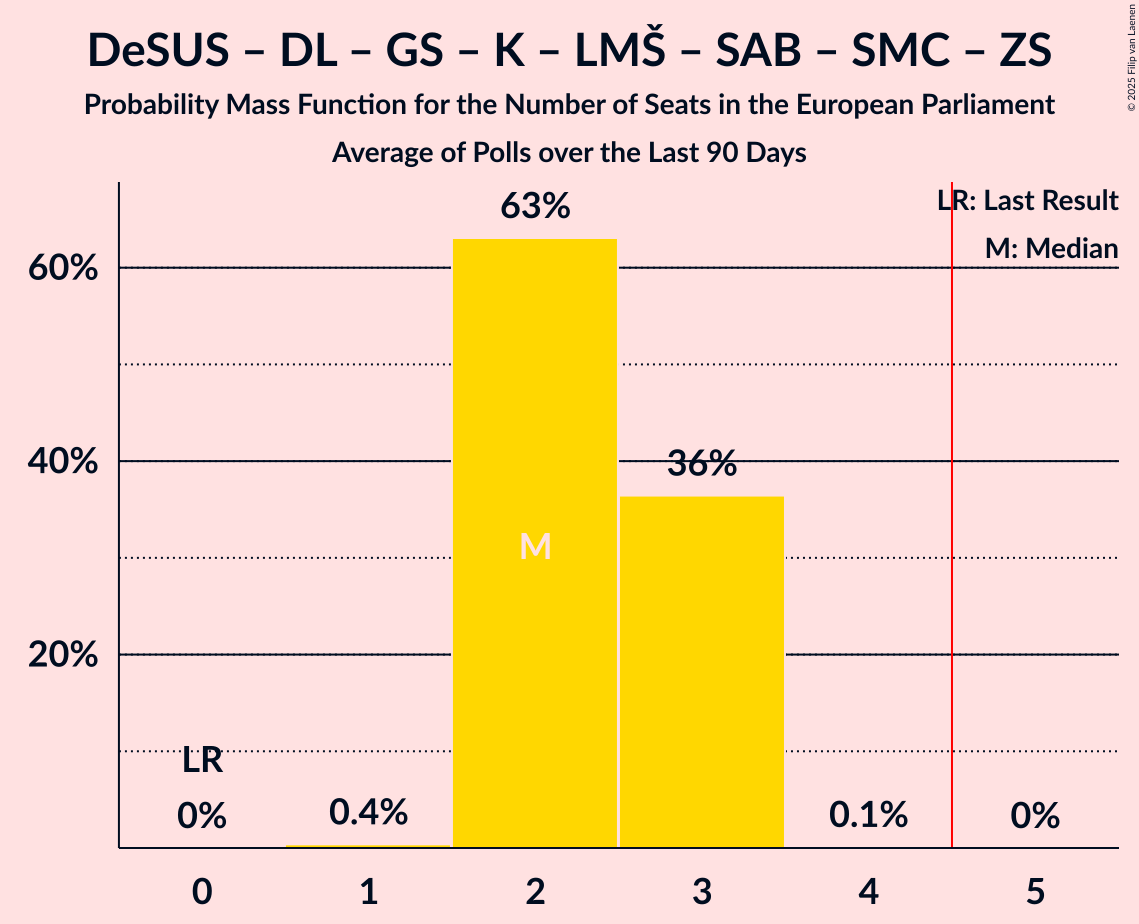 DeSUS – DL – GS – K – LMŠ – SAB – SMC – ZS
Probability Mass Function for the Number of Seats in the European Parliament
Average of Polls over the Last 90 Days
© 2025 Filip van Laenen
LR: Last Result
M: Median
63%
60%
36%
40%
M
20%
LR
0%
0.4%
0.1%
0%
0 1 2 3 4 5